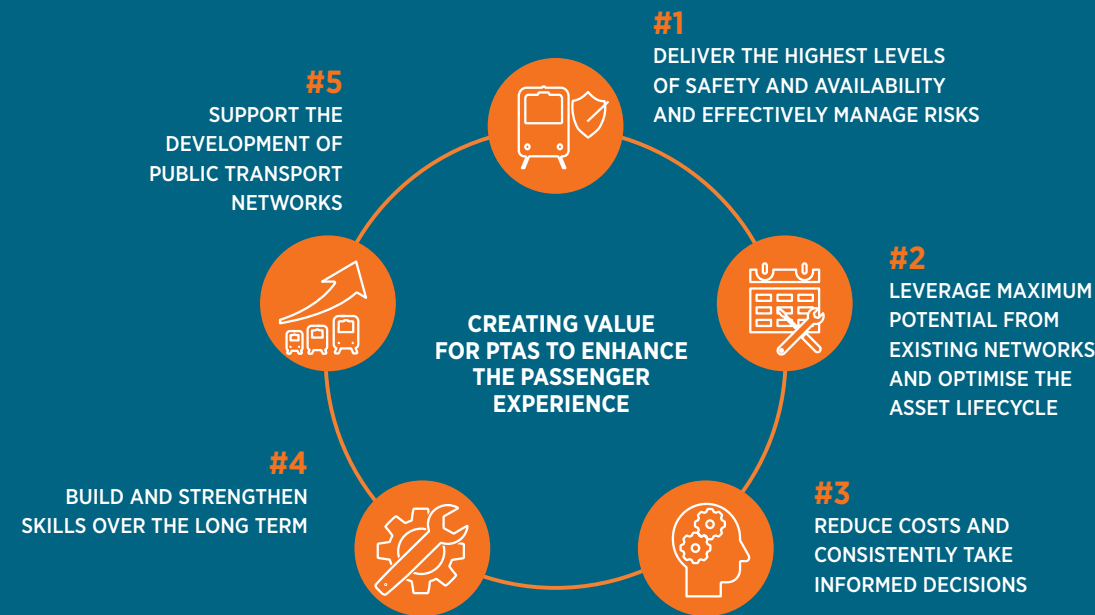 #1
DELIVER THE HIGHEST LEVELS
OF SAFETY AND AVAILABILITY
AND EFFECTIVELY MANAGE RISKS
#2
LEVERAGE MAXIMUM
POTENTIAL FROM
EXISTING NETWORKS
AND OPTIMISE THE
ASSET LIFECYCLE
#3
REDUCE COSTS AND
CONSISTENTLY TAKE
INFORMED DECISIONS
#4
BUILD AND STRENGTHEN
SKILLS OVER THE LONG TERM
#5
SUPPORT THE
DEVELOPMENT OF
PUBLIC TRANSPORT
NETWORKS
CREATING VALUE
FOR PTAS TO ENHANCE
THE PASSENGER
EXPERIENCE